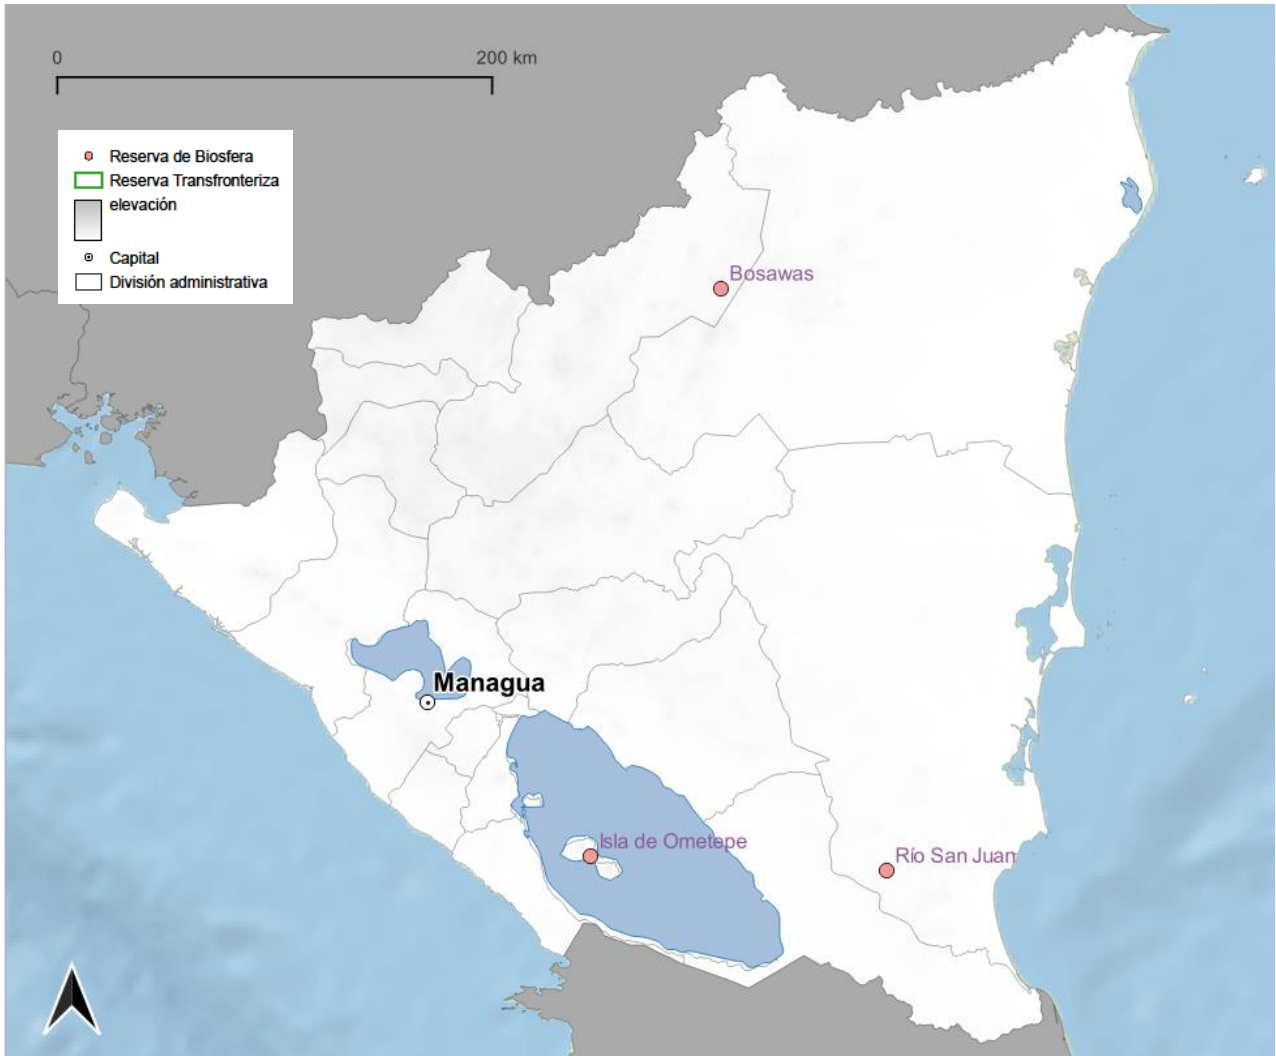 0 200 km
Reserva de Biosfera
Reserva Transfronteriza
elevación
Capital
División administrativa
Bosawas
Managua
Isla de Ometepe
Río San Juan